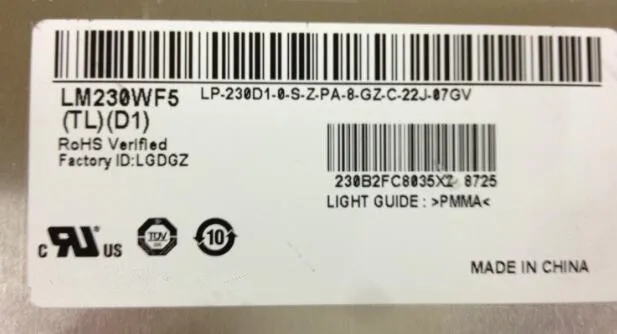 LM230WF5 LP-230D1-0-S-Z-PA-8-GZ-C-22J-07GV
(TL)(D1)
RoHS Verified
Factory ID:LGDGZ
230B2FC8035XZ 8725
LIGHT GUIDE : >PMMA<
c RU US TÜV 10
MADE IN CHINA